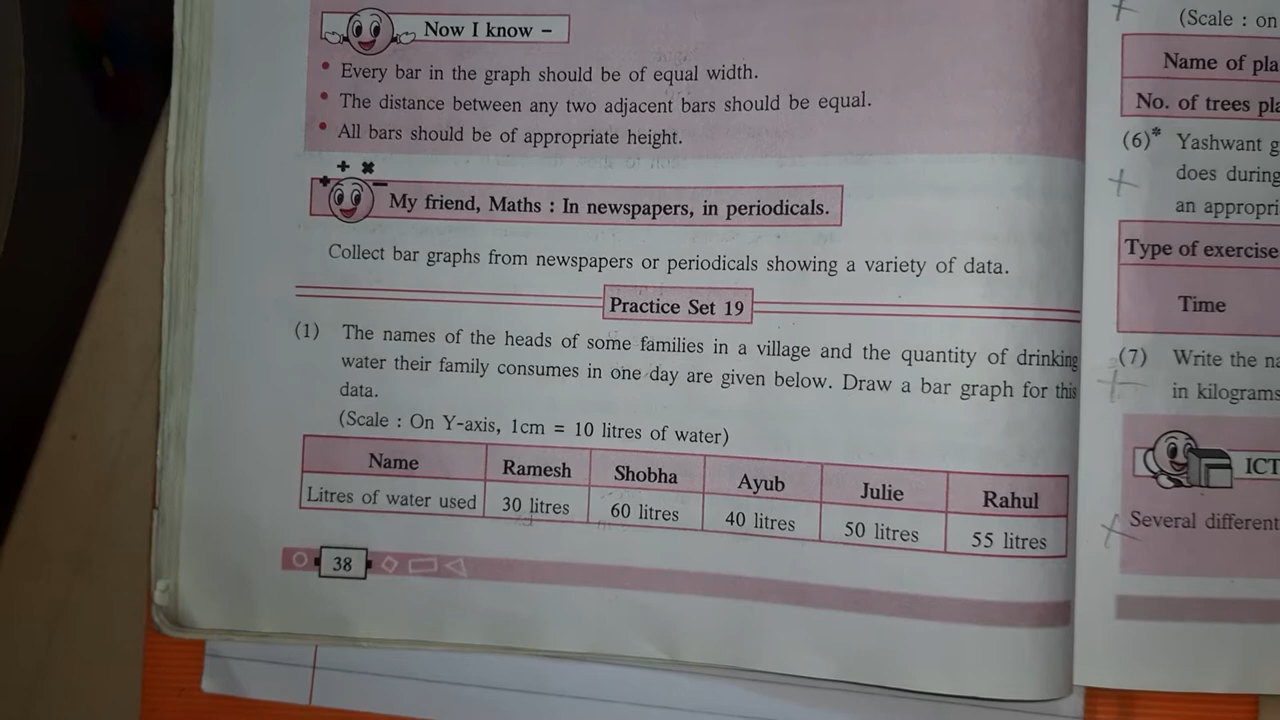 Now I know –
• Every bar in the graph should be of equal width.
• The distance between any two adjacent bars should be equal.
• All bars should be of appropriate height.
My friend, Maths : In newspapers, in periodicals.
Collect bar graphs from newspapers or periodicals showing a variety of data.
Practice Set 19
(1) The names of the heads of some families in a village and the quantity of drinking
water their family consumes in one day are given below. Draw a bar graph for this
data.
(Scale : On Y-axis, 1cm = 10 litres of water)
Name Ramesh Shobha Ayub Julie Rahul
Litres of water used 30 litres 60 litres 40 litres 50 litres 55 litres
38
(Scale : on
Name of pla
No. of trees pla
(6)* Yashwant g
does during
an appropri
Type of exercise
Time
(7) Write the na
in kilograms
ICT
Several different